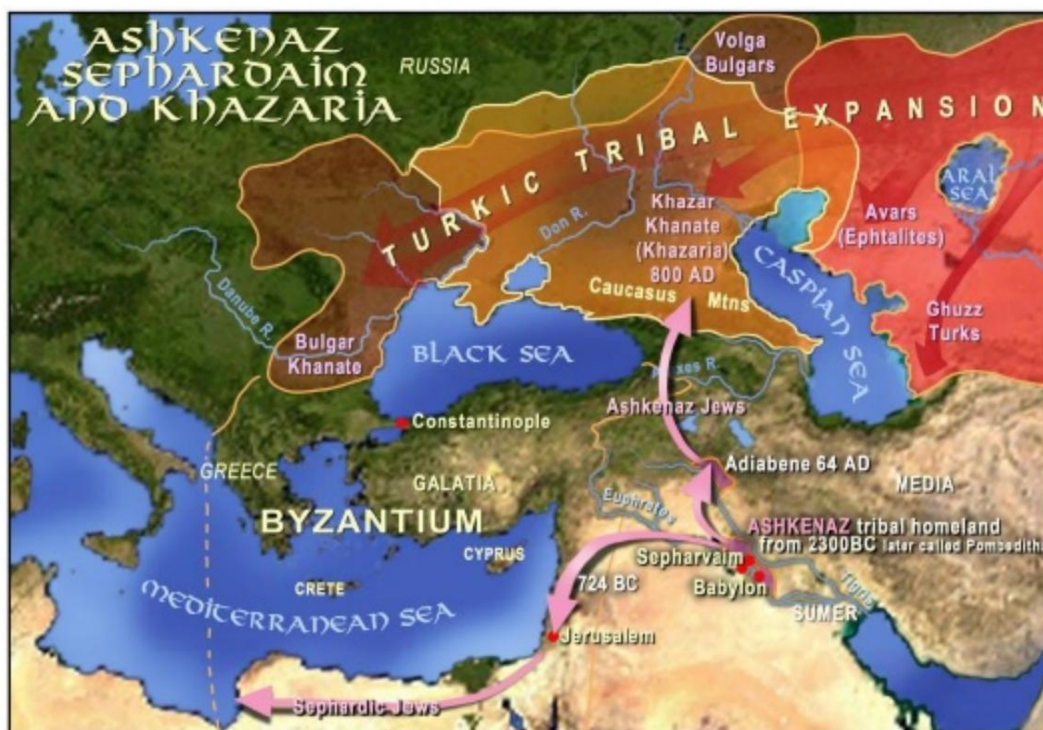 ASHKENAZ
SEPHARDAIM
AND KHAZARIA
RUSSIA
Volga
Bulgars
TURKIC TRIBAL EXPANSION
ARAL
SEA
Khazar
Khanate
(Khazaria)
800 AD
Avars
(Ephtalites)
Don R.
Caucasus Mtns
CASPIAN SEA
Ghuzz
Turks
Danube R.
Bulgar
Khanate
BLACK SEA
R.
Ashkenaz Jews
Constantinople
GREECE
GALATIA
Adiabene 64 AD
MEDIA
BYZANTIUM
Euphrates
ASHKENAZ tribal homeland
from 2300BC later called Pombeditha
CYPRUS
Sepharvaim
724 BC
Babylon
Tigris
CRETE
SUMER
MEDITERRANEAN SEA
Jerusalem
Sephardic Jews